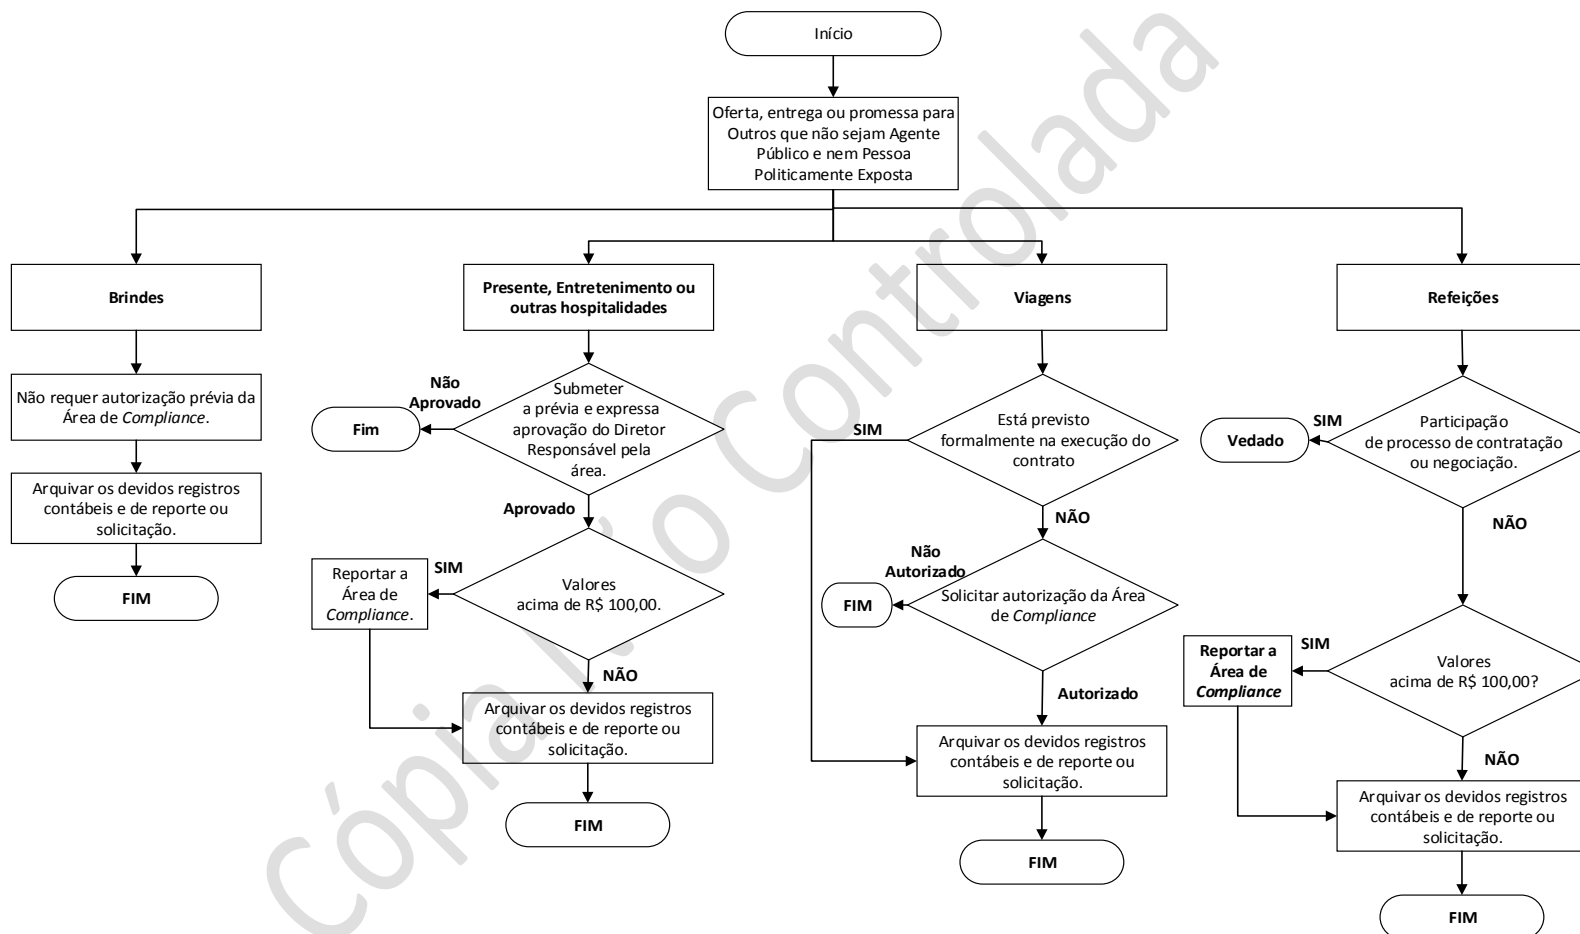 Início
Oferta, entrega ou promessa para
Outros que não sejam Agente
Público e nem Pessoa
Politicamente Exposta
Brindes
Não requer autorização prévia da
Área de Compliance.
Arquivar os devidos registros
contábeis e de reporte ou
solicitação.
FIM
Presente, Entretenimento ou
outras hospitalidades
Submeter
a prévia e expressa
aprovação do Diretor
Responsável pela
área.
Não
Aprovado
Fim
Aprovado
Valores
acima de R$ 100,00.
SIM
Reportar a
Área de
Compliance.
NÃO
Arquivar os devidos registros
contábeis e de reporte ou
solicitação.
FIM
Viagens
Está previsto
formalmente na execução do
contrato
SIM
NÃO
Solicitar autorização da Área
de Compliance
Não
Autorizado
FIM
Autorizado
Arquivar os devidos registros
contábeis e de reporte ou
solicitação.
FIM
Refeições
Participação
de processo de contratação
ou negociação.
SIM
Vedado
NÃO
Valores
acima de R$ 100,00?
SIM
Reportar a
Área de
Compliance
NÃO
Arquivar os devidos registros
contábeis e de reporte ou
solicitação.
FIM
Cópia Não Controlada